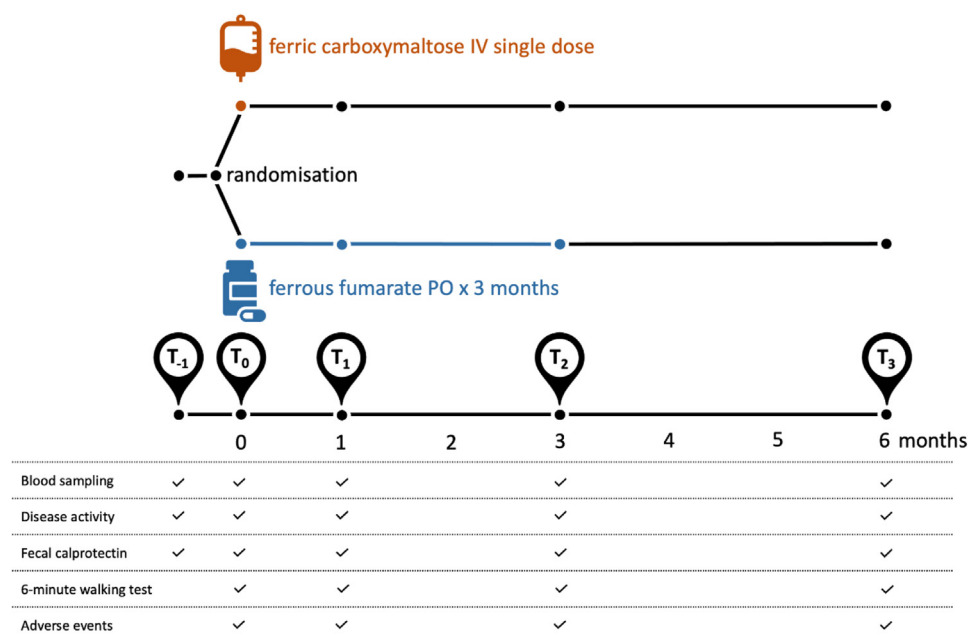 ferric carboxymaltose IV single dose
randomisation
ferrous fumarate PO x 3 months
T-1 T0 T1 T2 T3
0 1 2 3 4 5 6 months
Blood sampling ✓ ✓ ✓ ✓ ✓
Disease activity ✓ ✓ ✓ ✓ ✓
Fecal calprotectin ✓ ✓ ✓ ✓ ✓
6-minute walking test ✓ ✓ ✓ ✓
Adverse events ✓ ✓ ✓ ✓